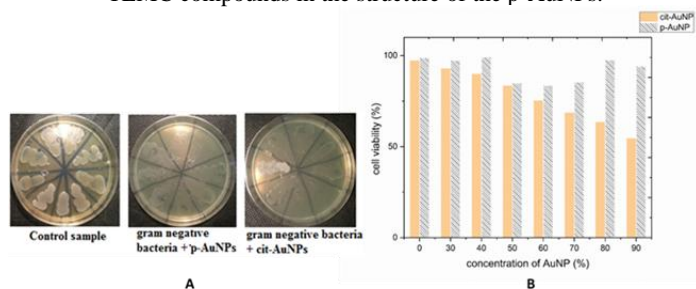 TEMC compounds in the structure of the p-AuNPs.
cit-AuNP
p-AuNP
100
50
0
cell viability (%)
0 30 40 50 60 70 80 90
concentration of AuNP (%)
Control sample
gram negative
bacteria + p-AuNPs
gram negative bacteria
+ cit-AuNPs
A
B